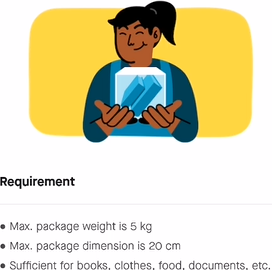 Requirement
● Max. package weight is 5 kg
● Max. package dimension is 20 cm
● Sufficient for books, clothes, food, documents, etc.